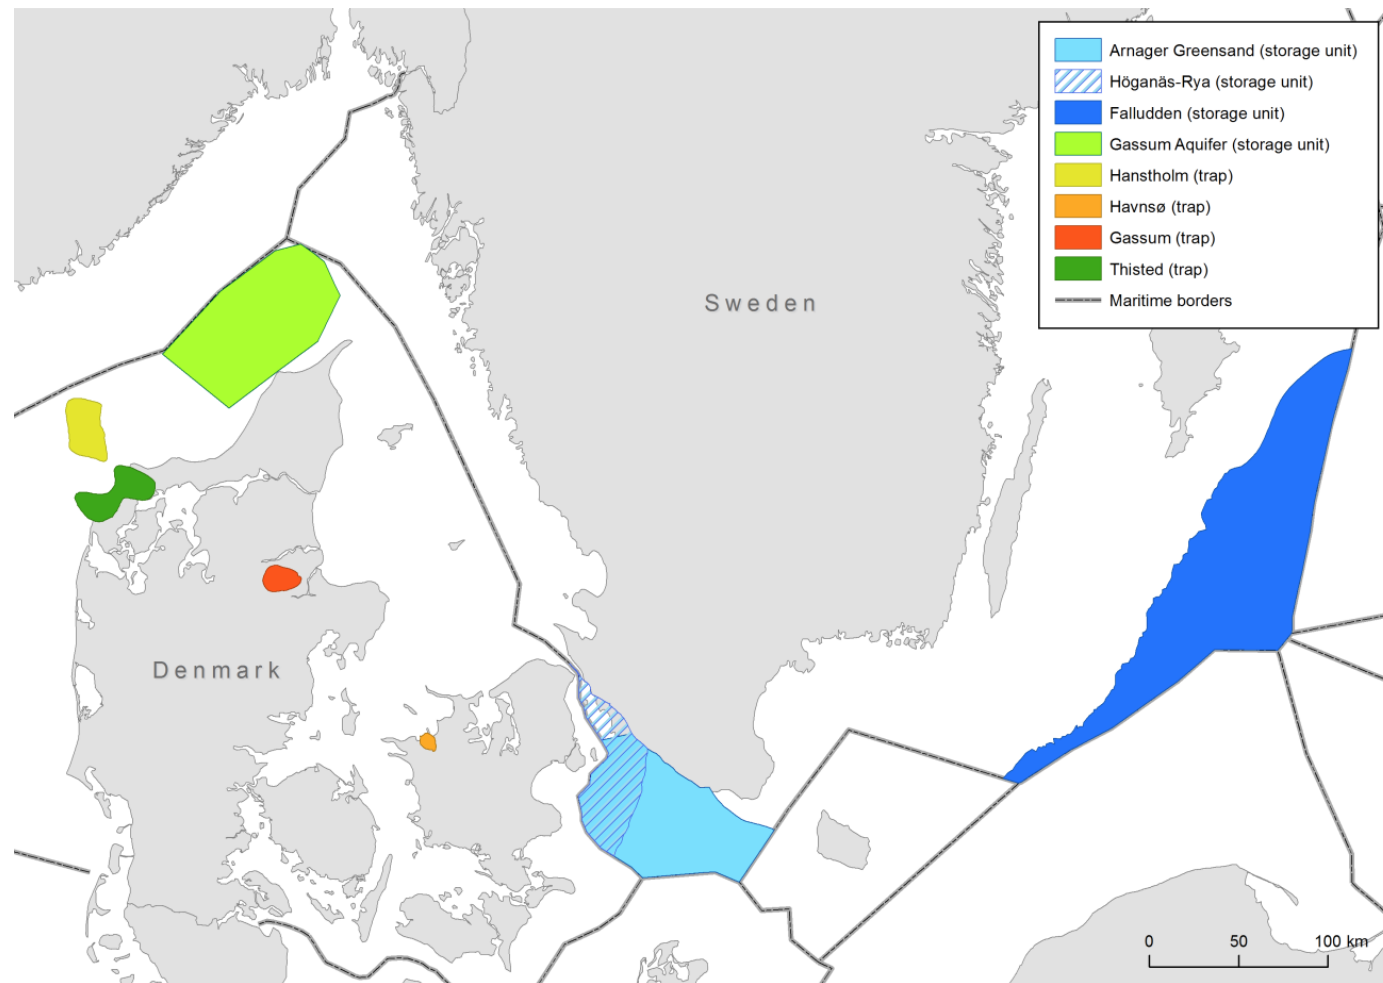 Arnager Greensand (storage unit)
Höganäs-Rya (storage unit)
Falludden (storage unit)
Gassum Aquifer (storage unit)
Hanstholm (trap)
Havnsø (trap)
Gassum (trap)
Thisted (trap)
Maritime borders
Sweden
Denmark
0 50 100 km